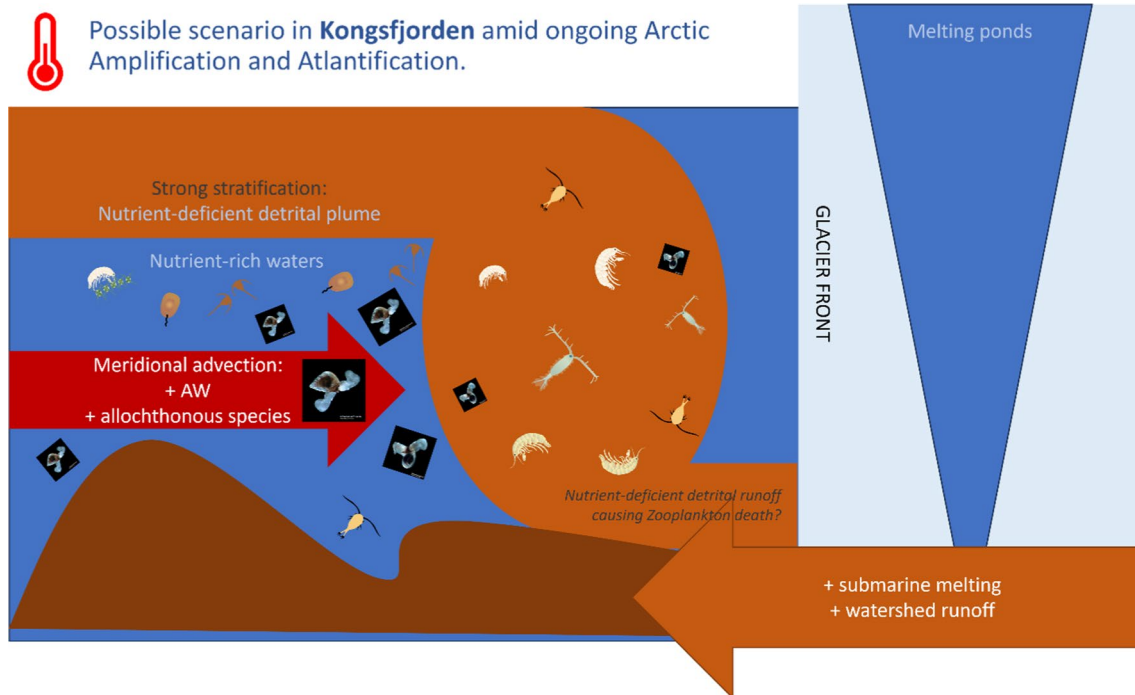 Possible scenario in Kongsfjorden amid ongoing Arctic
Amplification and Atlantification.
Melting ponds
Strong stratification:
Nutrient-deficient detrital plume
Nutrient-rich waters
GLACIER FRONT
Meridional advection:
+ AW
+ allochthonous species
Nutrient-deficient detrital runoff
causing Zooplankton death?
+ submarine melting
+ watershed runoff